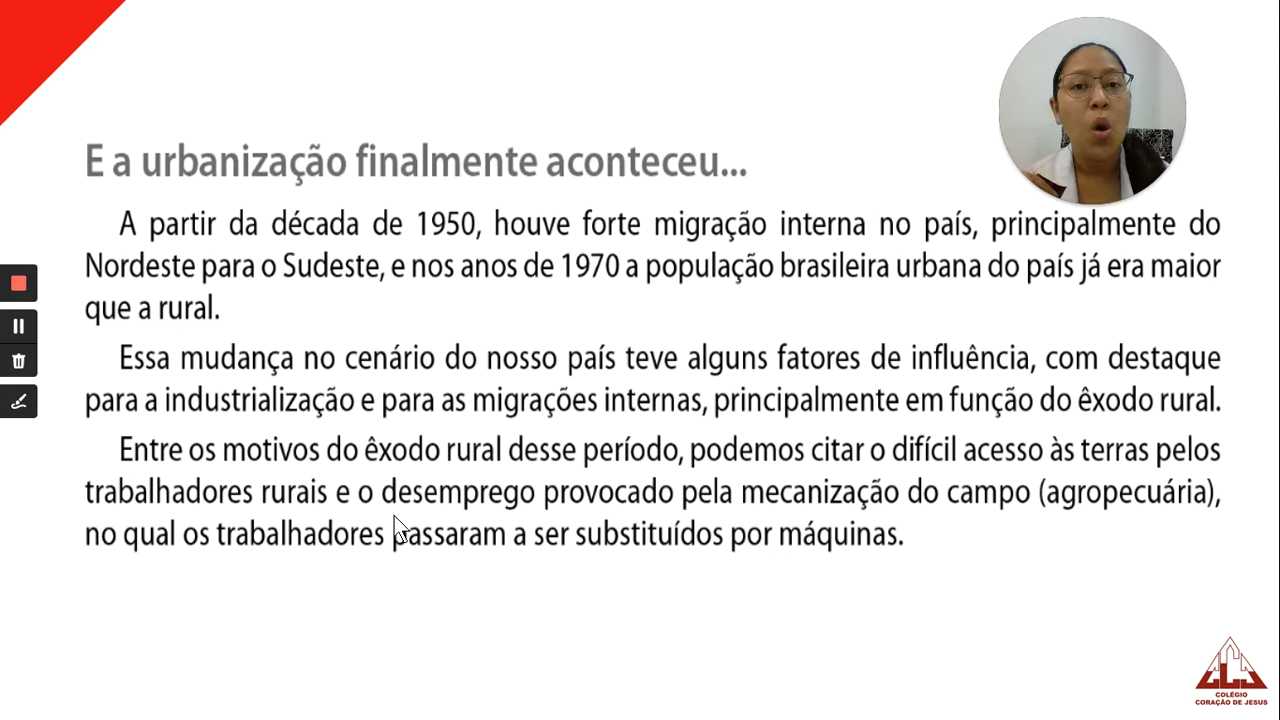 E a urbanização finalmente aconteceu...
A partir da década de 1950, houve forte migração interna no país, principalmente do
Nordeste para o Sudeste, e nos anos de 1970 a população brasileira urbana do país já era maior
que a rural.
Essa mudança no cenário do nosso país teve alguns fatores de influência, com destaque
para a industrialização e para as migrações internas, principalmente em função do êxodo rural.
Entre os motivos do êxodo rural desse período, podemos citar o difícil acesso às terras pelos
trabalhadores rurais e o desemprego provocado pela mecanização do campo (agropecuária),
no qual os trabalhadores passaram a ser substituídos por máquinas.
COLÉGIO
CORAÇÃO DE JESUS